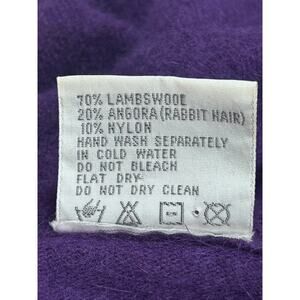 70% LAMBSWOOL
20% ANGORA (RABBIT HAIR)
10% NYLON
HAND WASH SEPARATELY
IN COLD WATER
DO NOT BLEACH
FLAT DRY
DO NOT DRY CLEAN